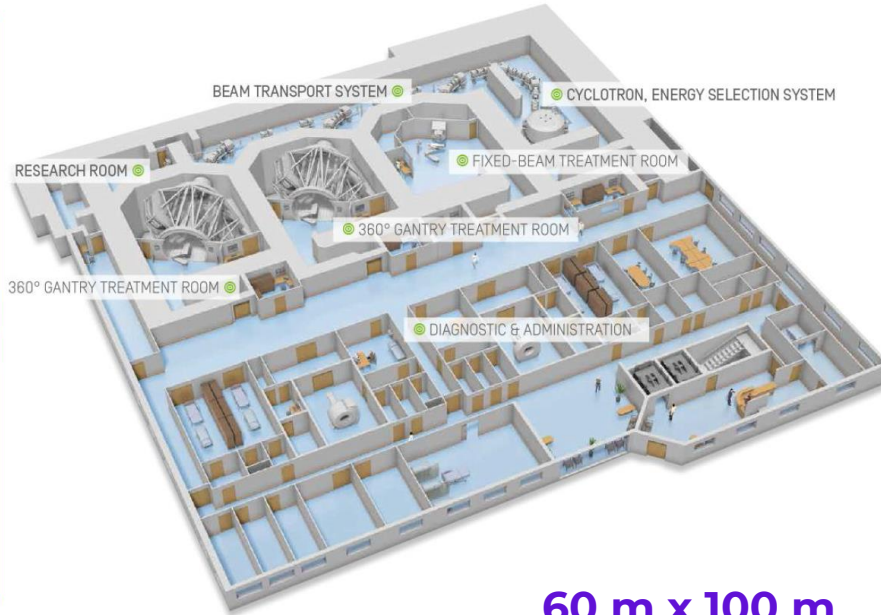 BEAM TRANSPORT SYSTEM
CYCLOTRON, ENERGY SELECTION SYSTEM
RESEARCH ROOM
FIXED-BEAM TREATMENT ROOM
360° GANTRY TREATMENT ROOM
360° GANTRY TREATMENT ROOM
DIAGNOSTIC & ADMINISTRATION
60 m x 100 m